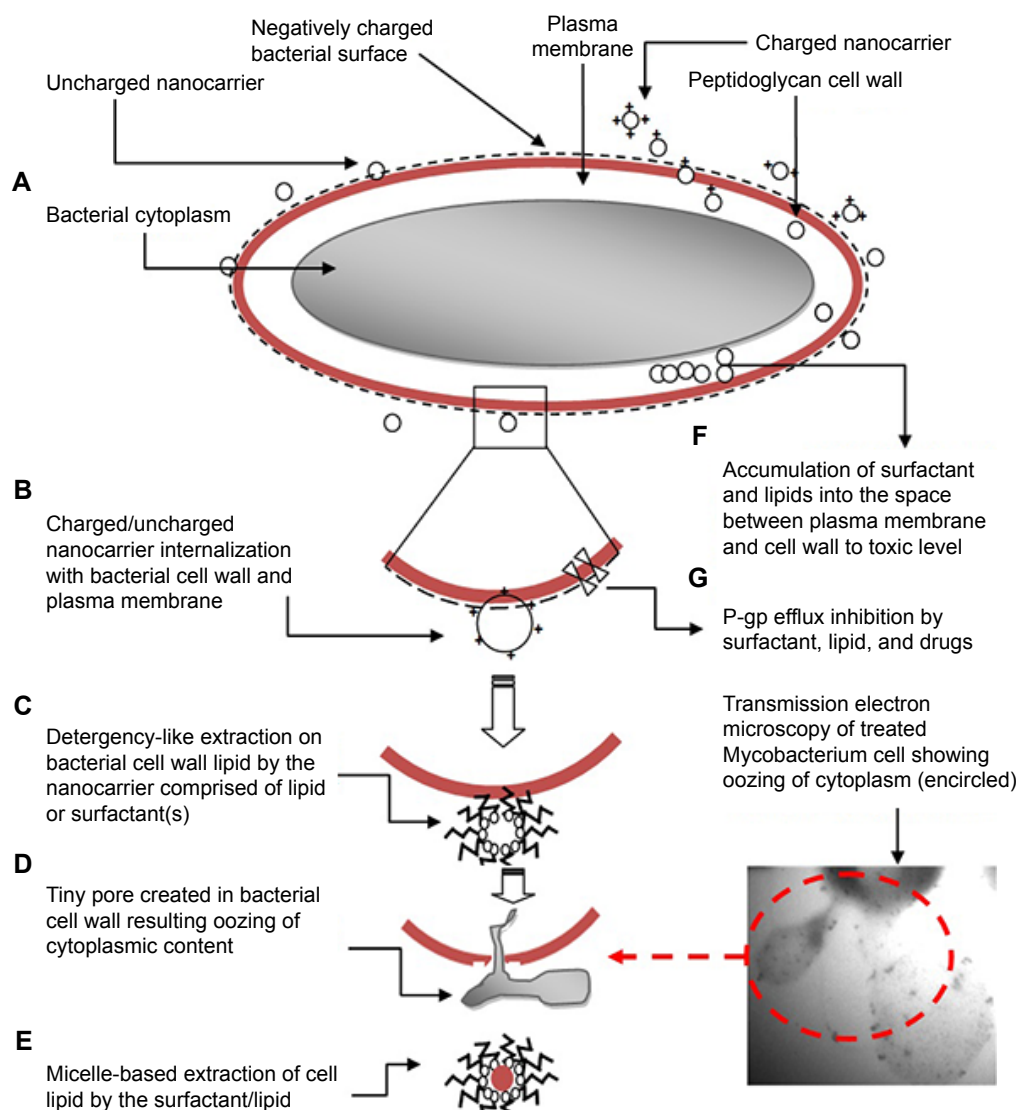 Negatively charged
bacterial surface
Plasma
membrane
Charged nanocarrier
Uncharged nanocarrier
Peptidoglycan cell wall
A
Bacterial cytoplasm
F
Accumulation of surfactant
and lipids into the space
between plasma membrane
and cell wall to toxic level
B
Charged/uncharged
nanocarrier internalization
with bacterial cell wall and
plasma membrane
G
P-gp efflux inhibition by
surfactant, lipid, and drugs
C
Detergency-like extraction on
bacterial cell wall lipid by the
nanocarrier comprised of lipid
or surfactant(s)
Transmission electron
microscopy of treated
Mycobacterium cell showing
oozing of cytoplasm (encircled)
D
Tiny pore created in bacterial
cell wall resulting oozing of
cytoplasmic content
E
Micelle-based extraction of cell
lipid by the surfactant/lipid